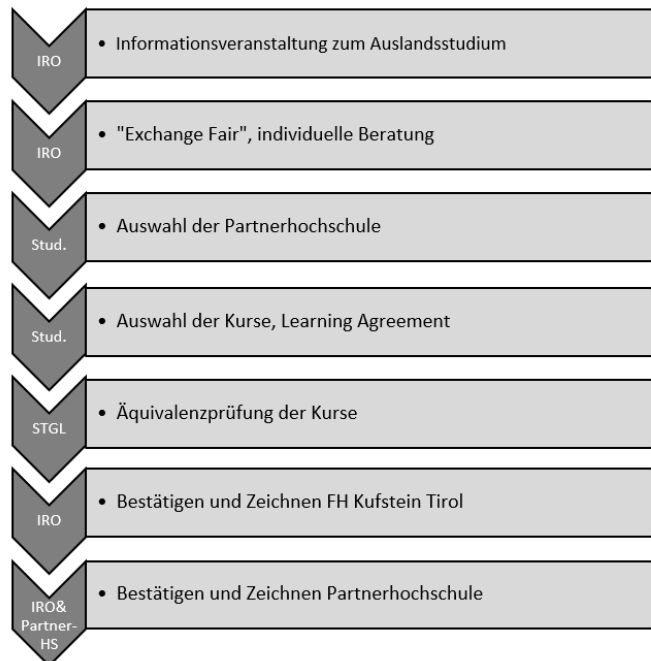 IRO
• Informationsveranstaltung zum Auslandsstudium
IRO
• "Exchange Fair", individuelle Beratung
Stud.
• Auswahl der Partnerhochschule
Stud.
• Auswahl der Kurse, Learning Agreement
STGL
• Äquivalenzprüfung der Kurse
IRO
• Bestätigen und Zeichnen FH Kufstein Tirol
IRO&
Partner-
HS
• Bestätigen und Zeichnen Partnerhochschule